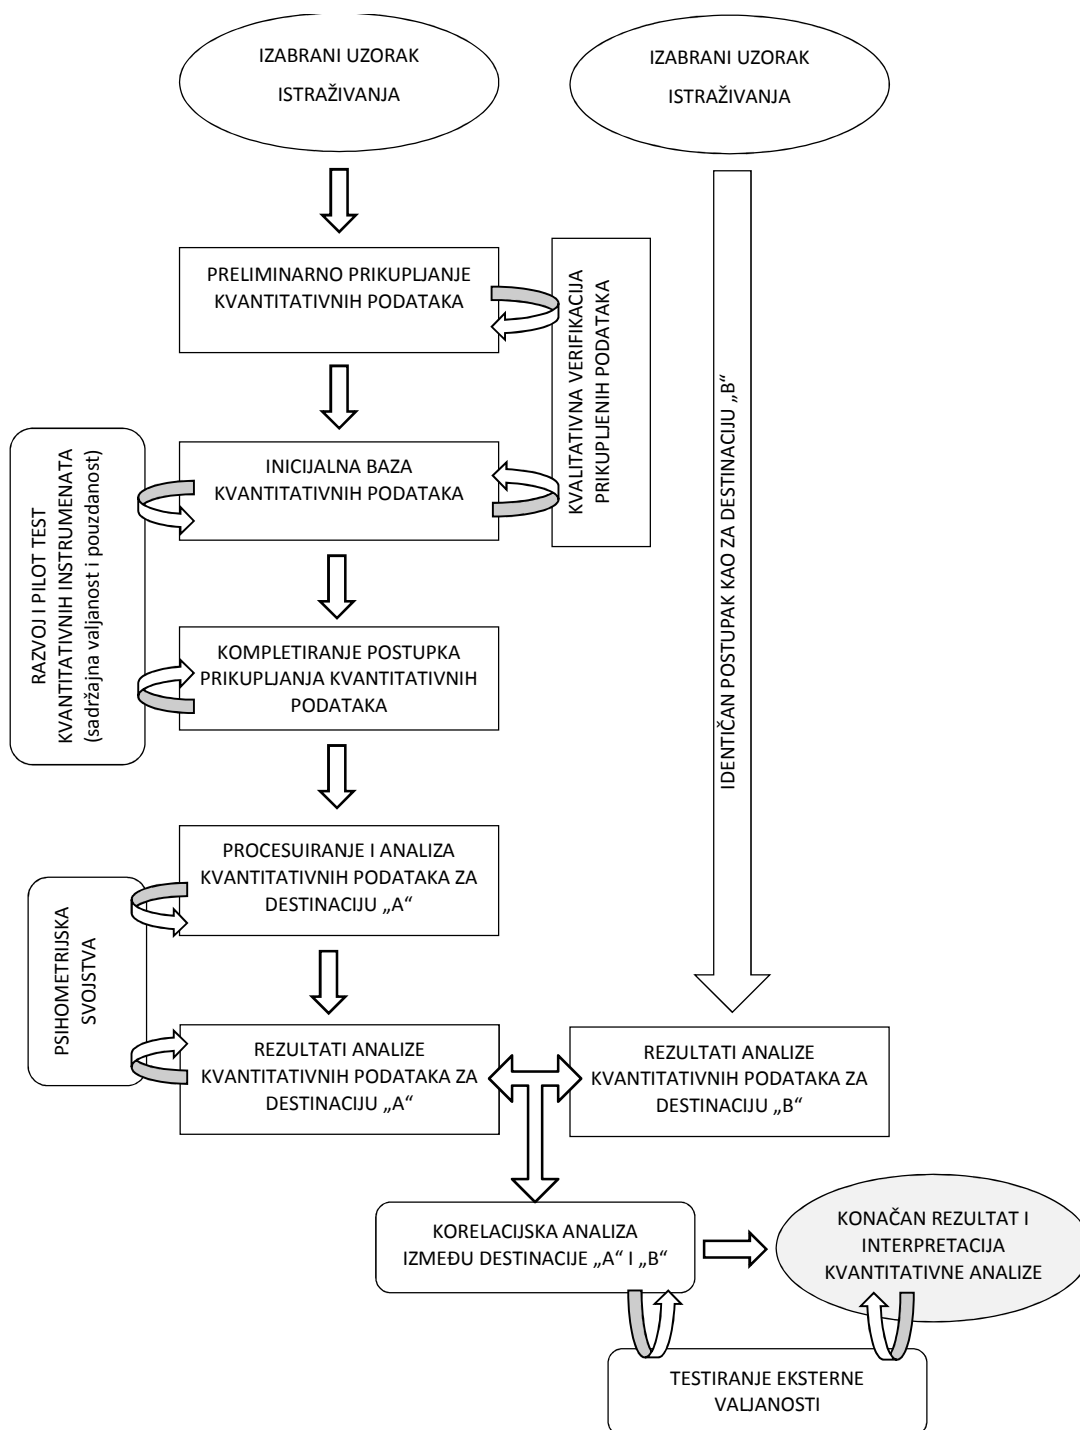 IZABRANI UZORAK
ISTRAŽIVANJA
IZABRANI UZORAK
ISTRAŽIVANJA
PRELIMINARNO PRIKUPLJANJE
KVANTITATIVNIH PODATAKA
KVALITATIVNA VERIFIKACIJA
PRIKUPLJENIH PODATAKA
IDENTIČAN POSTUPAK KAO ZA DESTINACIJU „B“
INICIJALNA BAZA
KVANTITATIVNIH PODATAKA
RAZVOJ I PILOT TEST
KVANTITATIVNIH INSTRUMENATA
(sadržajna valjanost i pouzdanost)
KOMPLETIRANJE POSTUPKA
PRIKUPLJANJA KVANTITATIVNIH
PODATAKA
PROCESUIRANJE I ANALIZA
KVANTITATIVNIH PODATAKA ZA
DESTINACIJU „A“
PSIHOMETRIJSKA
SVOJSTVA
REZULTATI ANALIZE
KVANTITATIVNIH PODATAKA ZA
DESTINACIJU „A“
REZULTATI ANALIZE
KVANTITATIVNIH PODATAKA ZA
DESTINACIJU „B“
KORELACIJSKA ANALIZA
IZMEĐU DESTINACIJE „A“ I „B“
KONAČAN REZULTAT I
INTERPRETACIJA
KVANTITATIVNE ANALIZE
TESTIRANJE EKSTERNE
VALJANOSTI